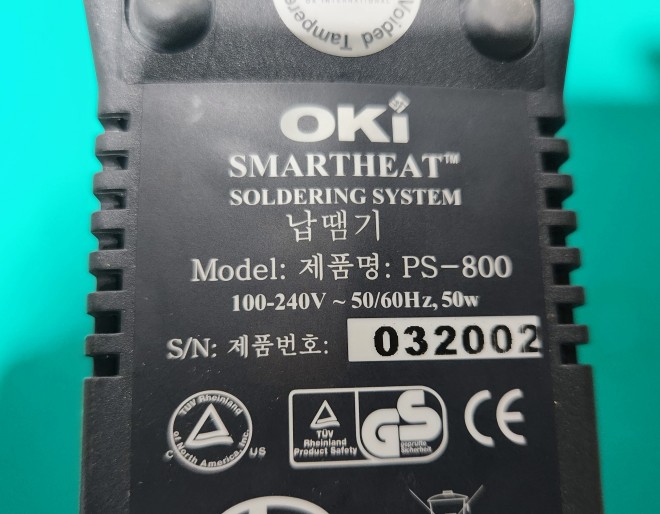 Voided Tampere
OKi
SMARTHEAT™
SOLDERING SYSTEM
납땜기
Model: 제품명: PS-800
100-240V ~ 50/60Hz, 50w
S/N: 제품번호: 032002
TÜV Rheinland
of North America, Inc.
C US
TÜV
Rheinland
Product Safety
GS
geprüfte
Sicherheit
CE